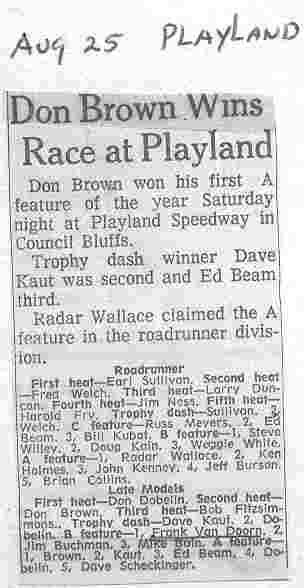 AUG 25 PLAYLAND
Don Brown Wins
Race at Playland
Don Brown won his first A
feature of the year Saturday
night at Playland Speedway in
Council Bluffs.
Trophy dash winner Dave
Kaut was second and Ed Beam
third.
Radar Wallace claimed the A
feature in the roadrunner divis-
ion.
Roadrunner
First heat—Earl Sullivan. Second heat
—Fred Welch. Third heat—Larry Dun-
can. Fourth heat—Jim Ness. Fifth heat—
Harold Fry. Trophy dash—Sullivan. 2,
Welch. C feature—Russ Meyers. 2, Ed
Beam, 3, Bill Kubat. B feature—1, Steve
Willey, 2, Doug Kain, 3, Waggie White.
A feature—1, Radar Wallace. 2, Ken
Holmes, 3, John Kenney, 4, Jeff Burson.
5, Brian Collins.
Late Models
First heat—Don Dobelin. Second heat—
Don Brown. Third heat—Bob Fitzsim-
mons.. Trophy dash—Dave Kaut. 2, Do-
belin. B feature—1, Frank Van Doorn, 2,
Jim Buchman. 3, Mike Boln. A feature—
1, Brown. 2, Kaut. 3, Ed Beam. 4, Do-
belin, 5, Dave Scheckinger.